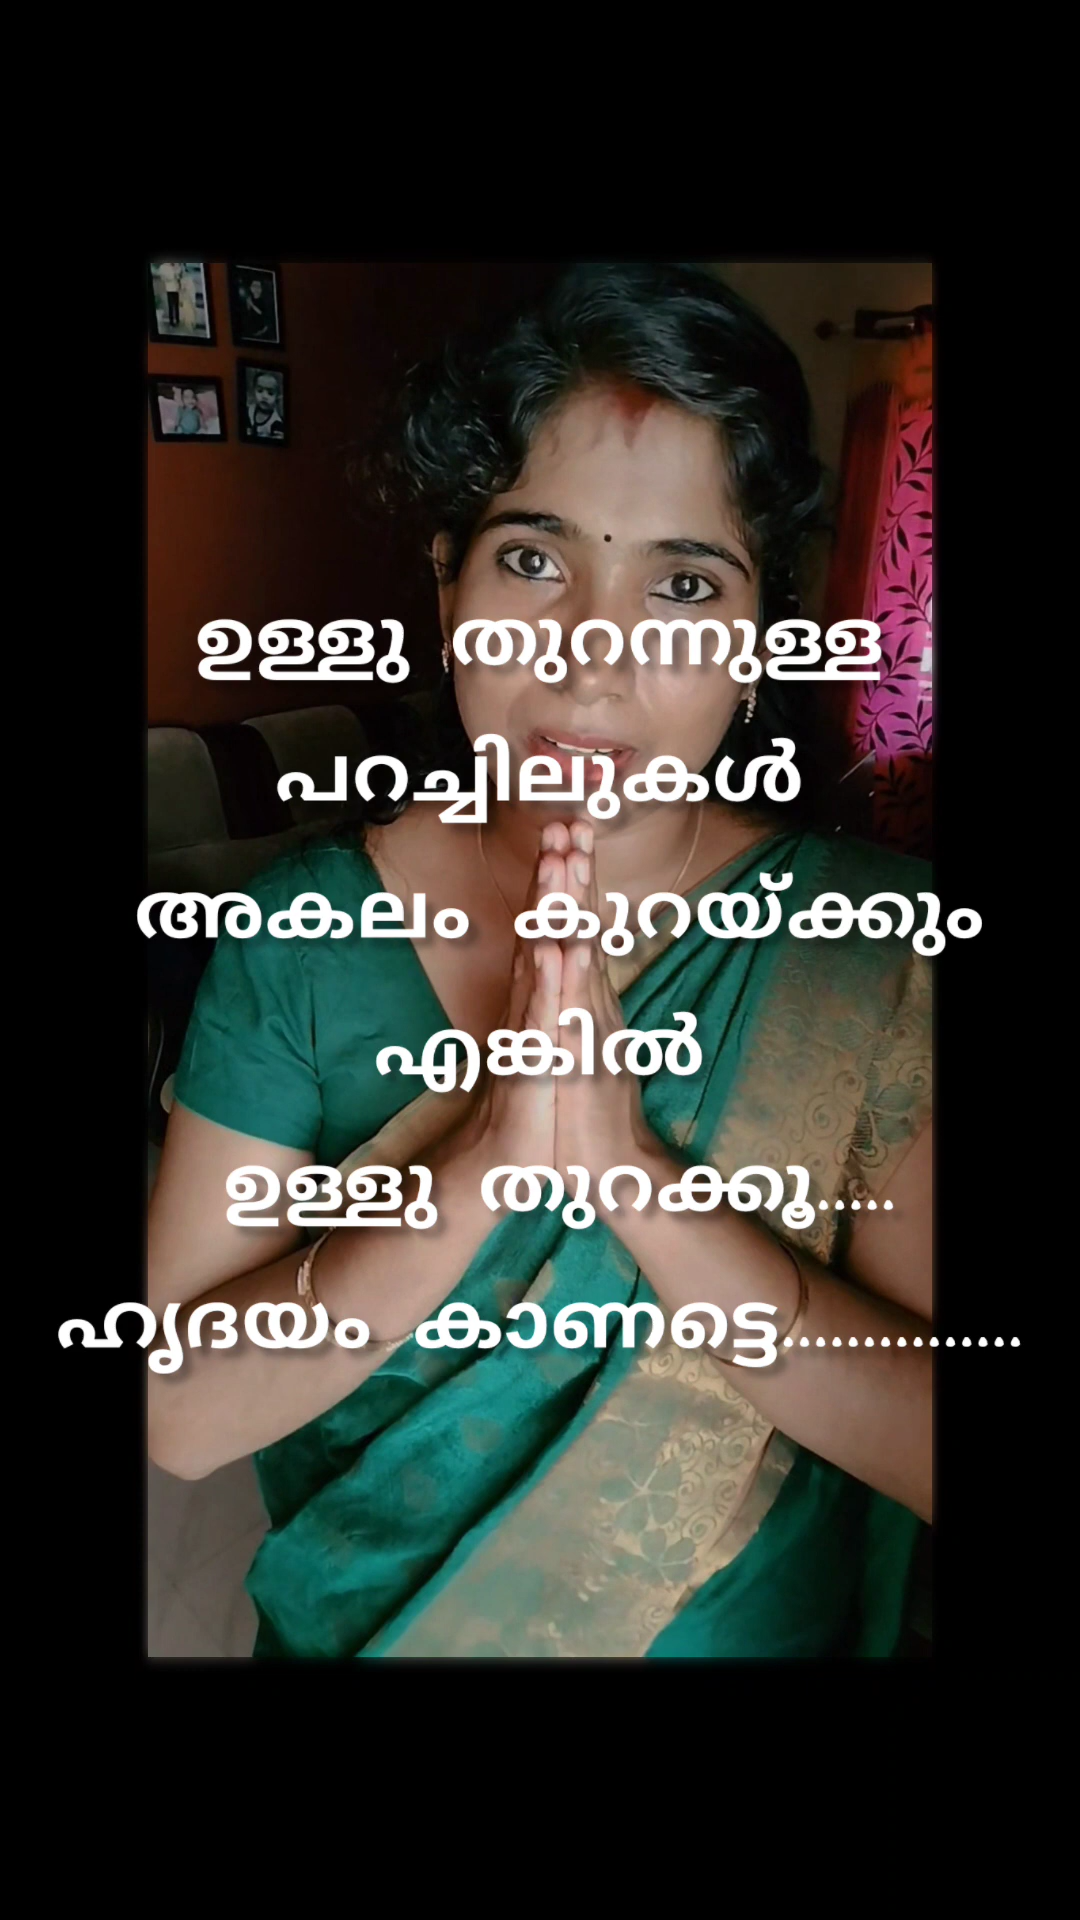 ഉള്ളു തുറന്നുള്ള
പറച്ചിലുകൾ
അകലം കുറയ്ക്കും
എങ്കിൽ
ഉള്ളു തുറക്കൂ.....
ഹൃദയം കാണട്ടെ..............